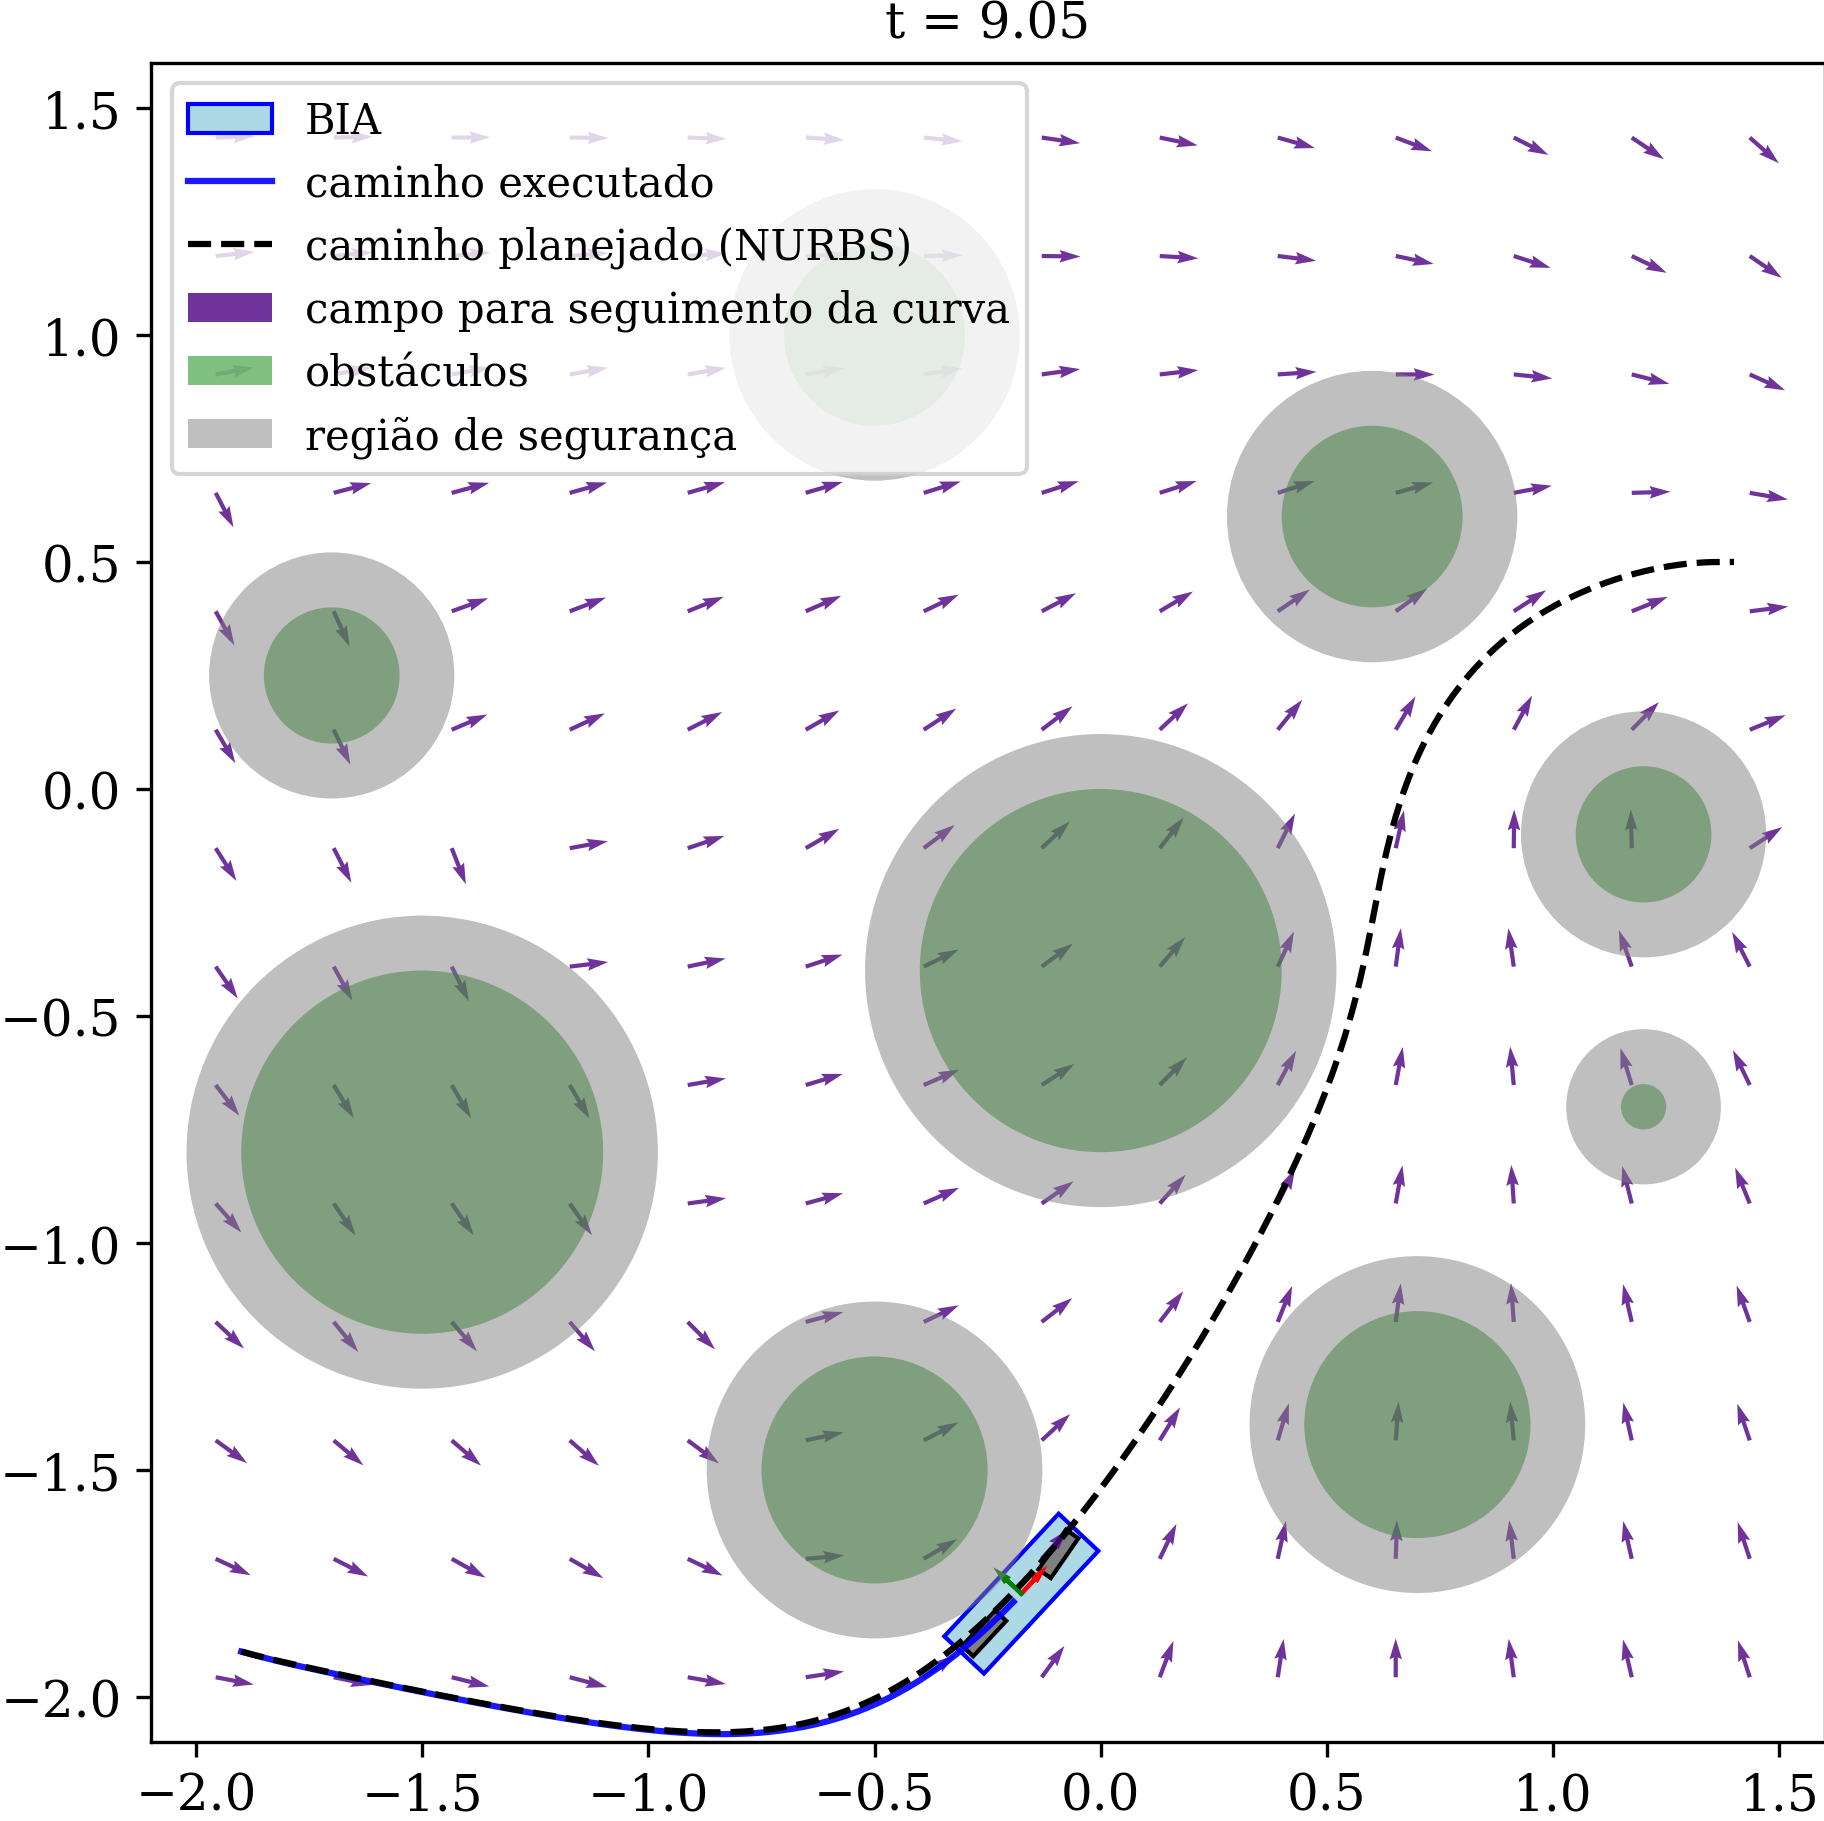 t = 9.05
BIA
caminho executado
caminho planejado (NURBS)
campo para seguimento da curva
obstáculos
região de segurança
1.5
1.0
0.5
0.0
−0.5
−1.0
−1.5
−2.0
−2.0 −1.5 −1.0 −0.5 0.0 0.5 1.0 1.5